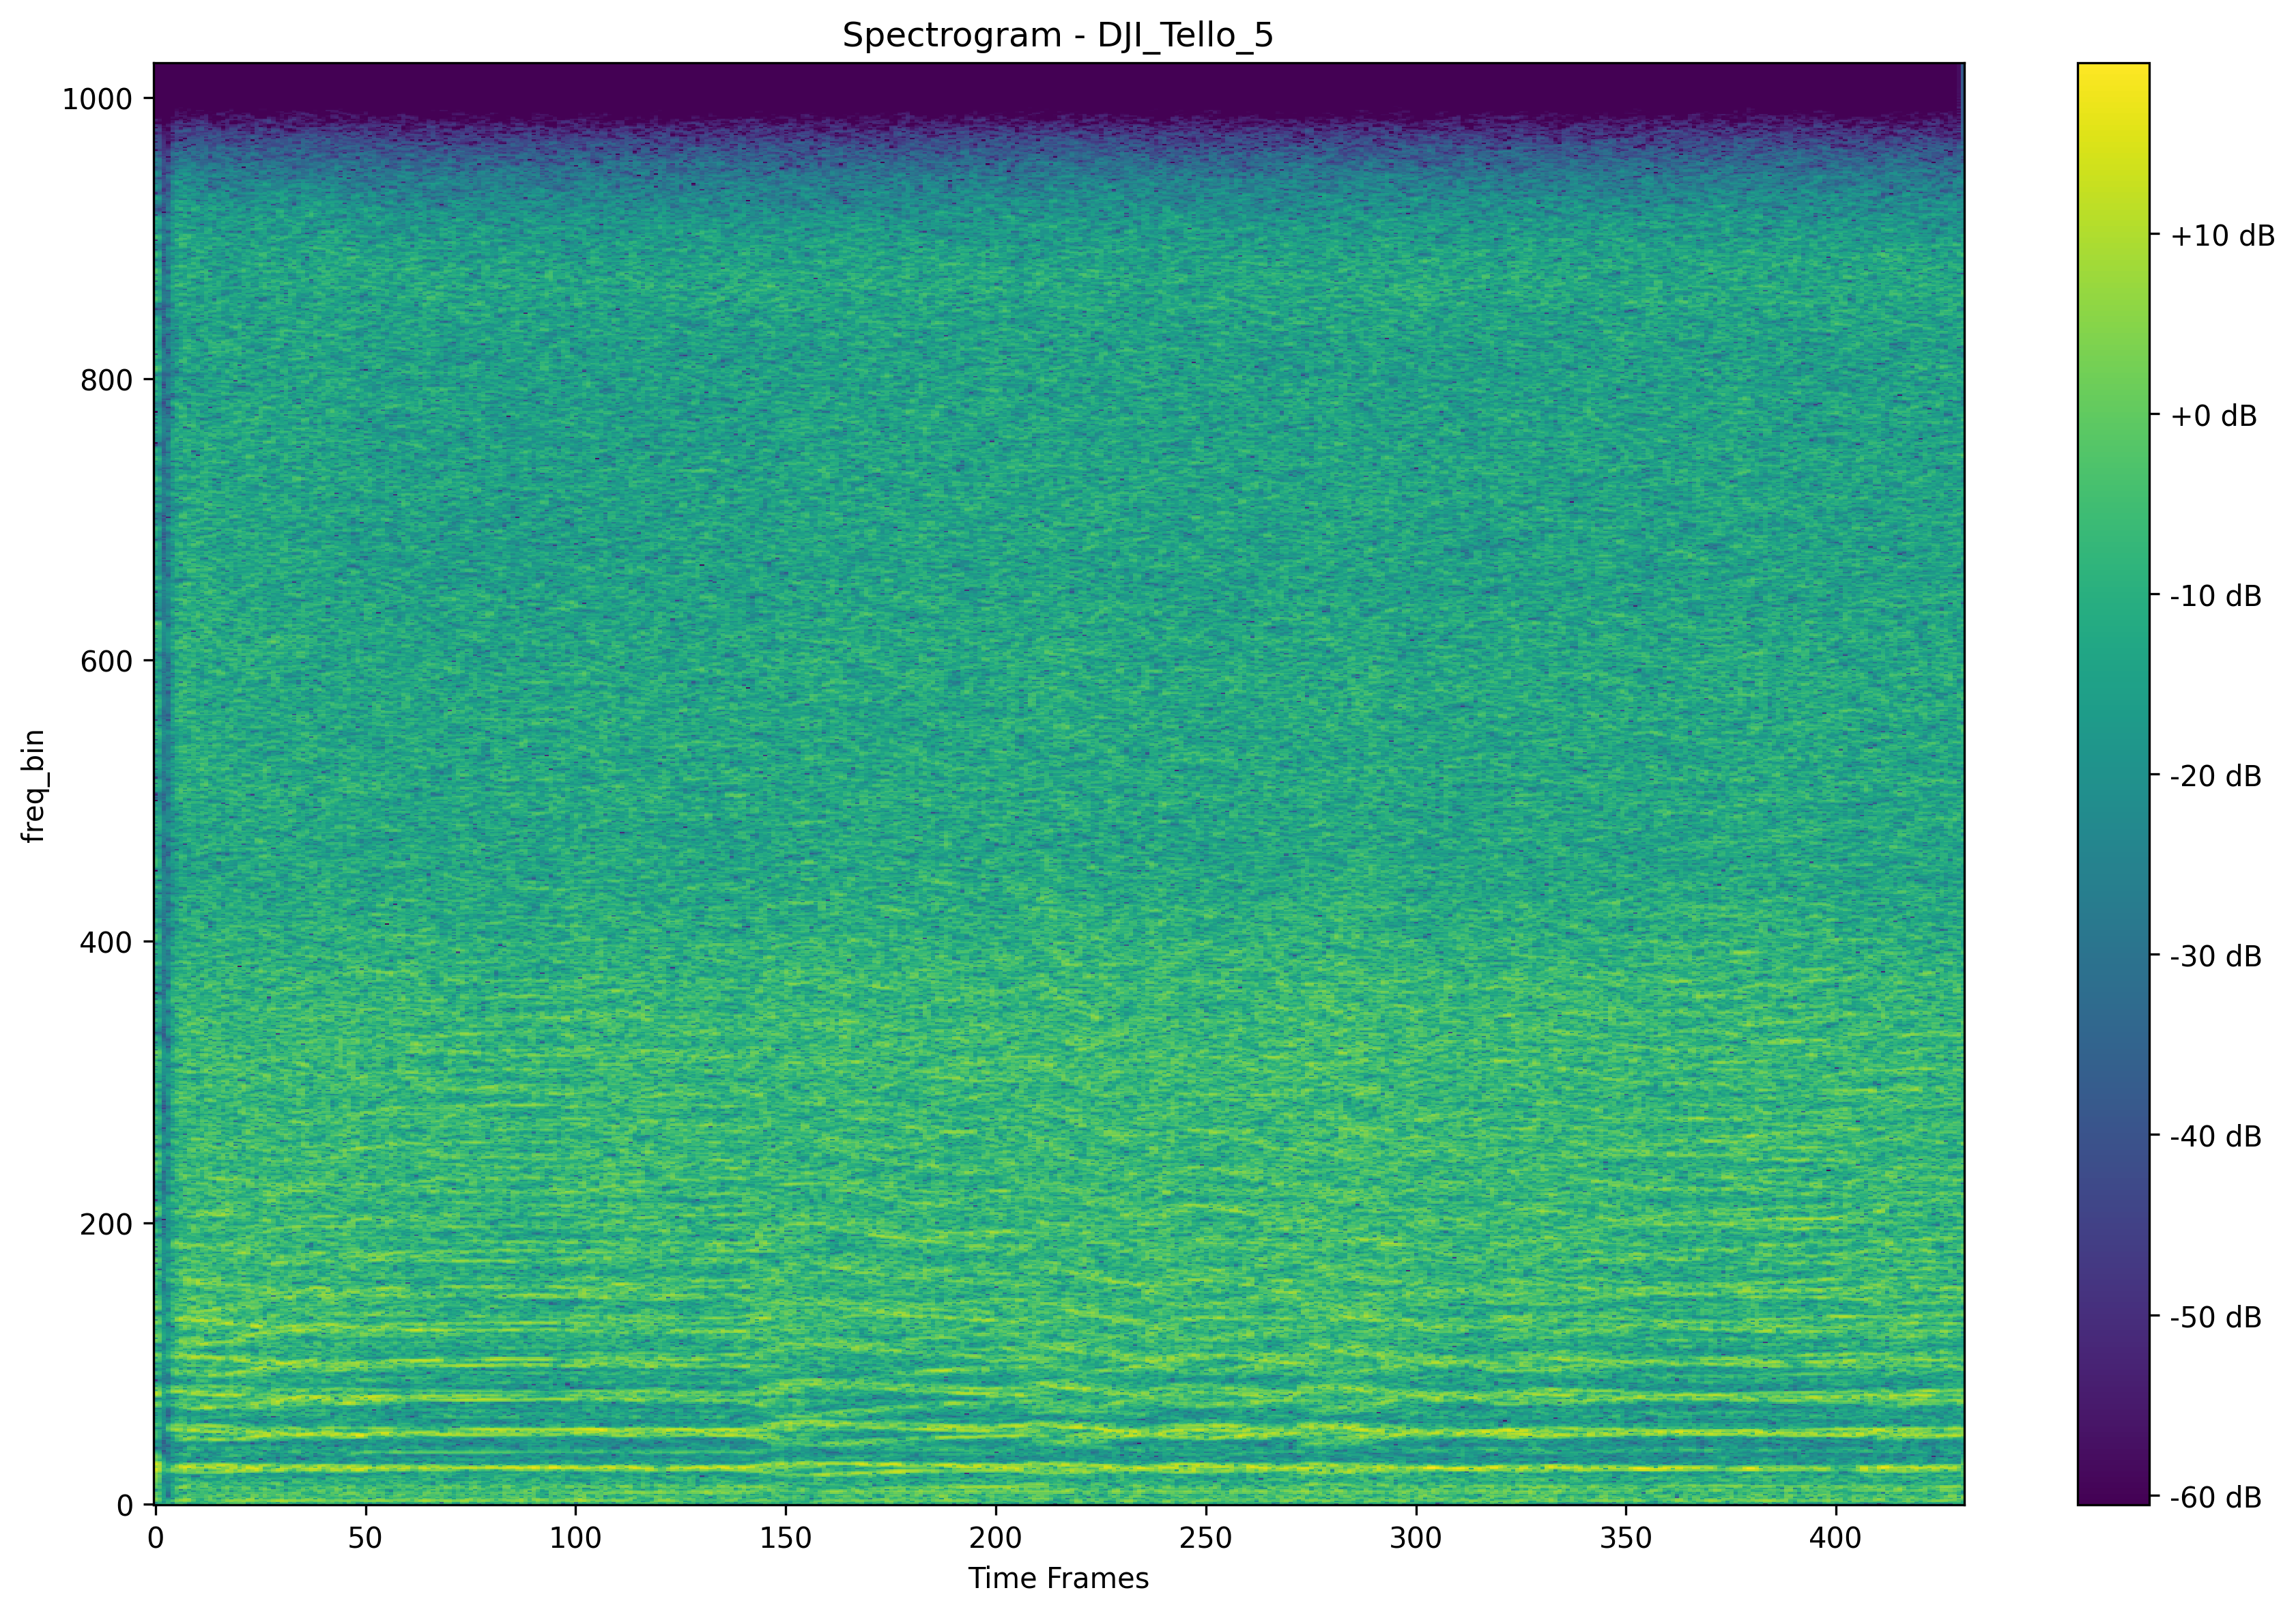 Spectrogram - DJI_Tello_5
1000
800
600
400
200
0
freq_bin
0 50 100 150 200 250 300 350 400
Time Frames
+10 dB
+0 dB
-10 dB
-20 dB
-30 dB
-40 dB
-50 dB
-60 dB